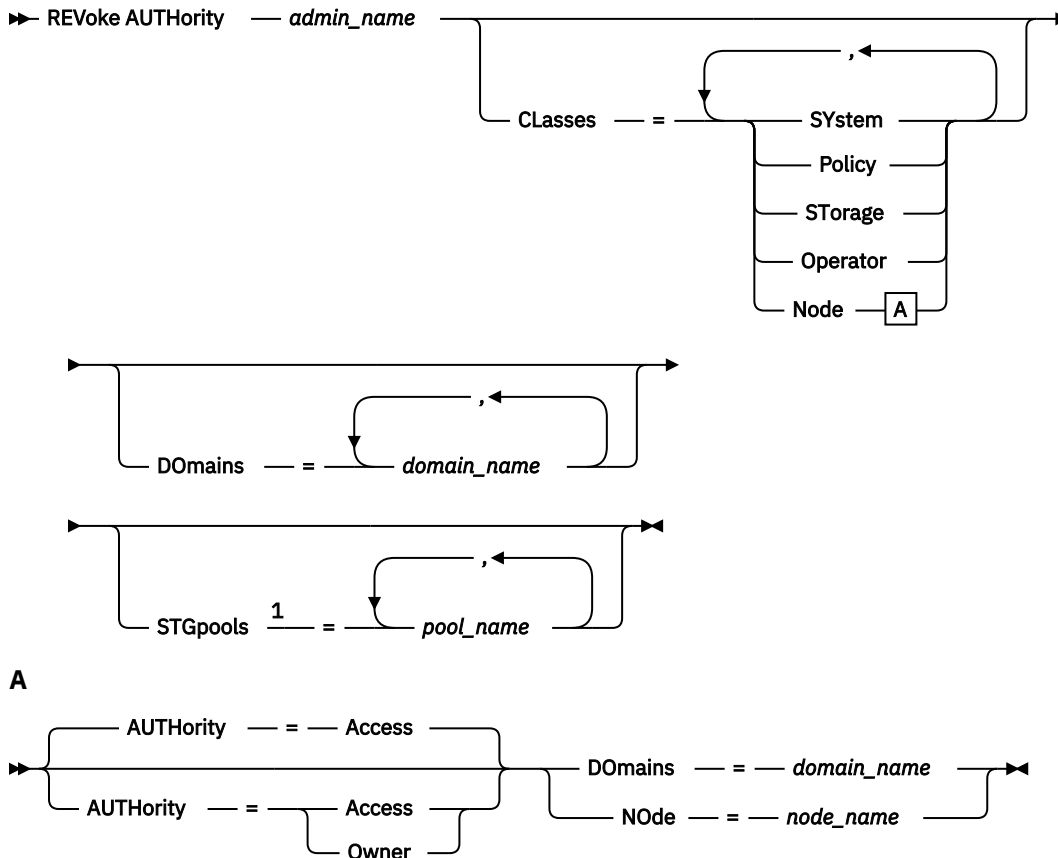 REVoke AUTHority admin_name
,
CLasses = SYstem
Policy
STorage
Operator
Node A
,
DOmains = domain_name
,
STGpools 1 = pool_name
A
AUTHority = Access
DOmains = domain_name
AUTHority = Access
NOde = node_name
Owner